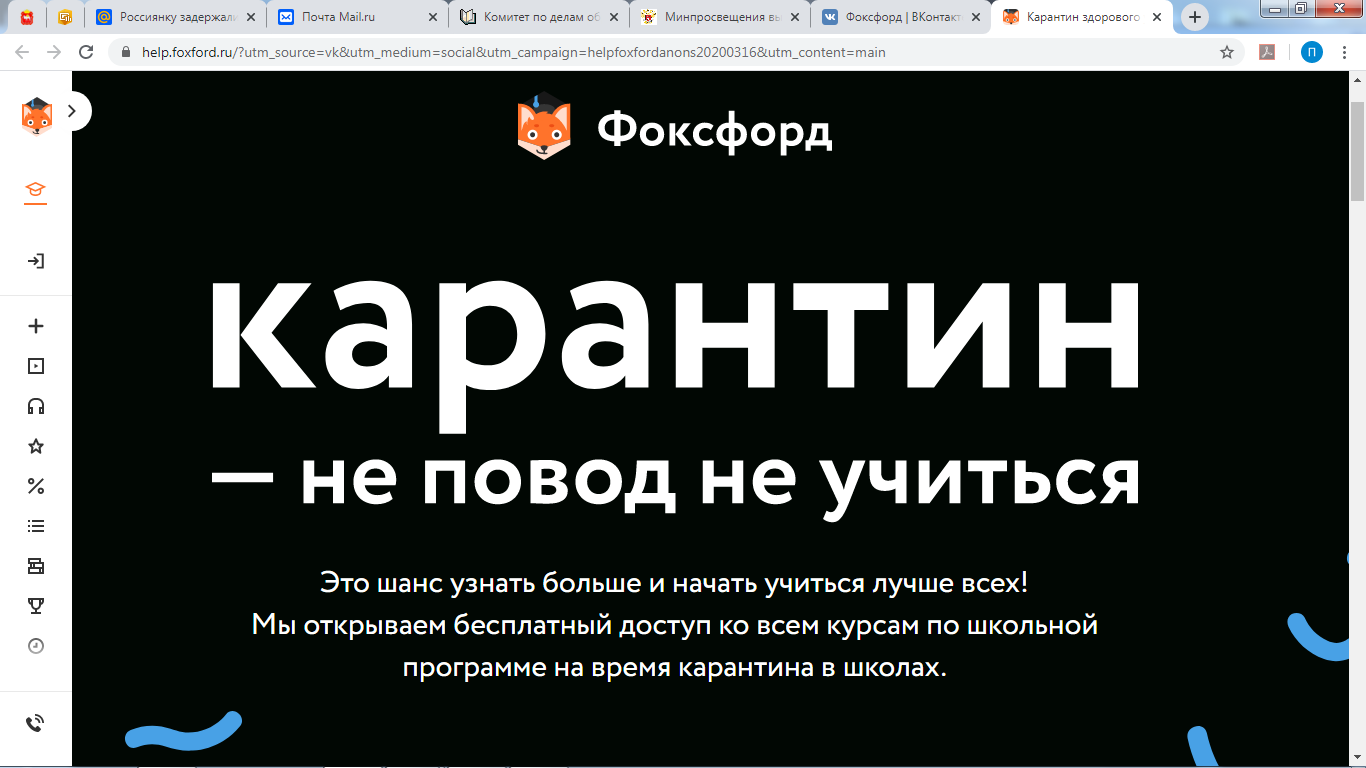 Россиянку задержал
Почта Mail.ru
Комитет по делам об
Минпросвещения вы
Фоксфорд | ВКонтакт
Карантин здорового
help.foxford.ru/?utm_source=vk&utm_medium=social&utm_campaign=helpfoxfordanons20200316&utm_content=main
П
Фоксфорд
карантин
— не повод не учиться
Это шанс узнать больше и начать учиться лучше всех!
Мы открываем бесплатный доступ ко всем курсам по школьной
программе на время карантина в школах.